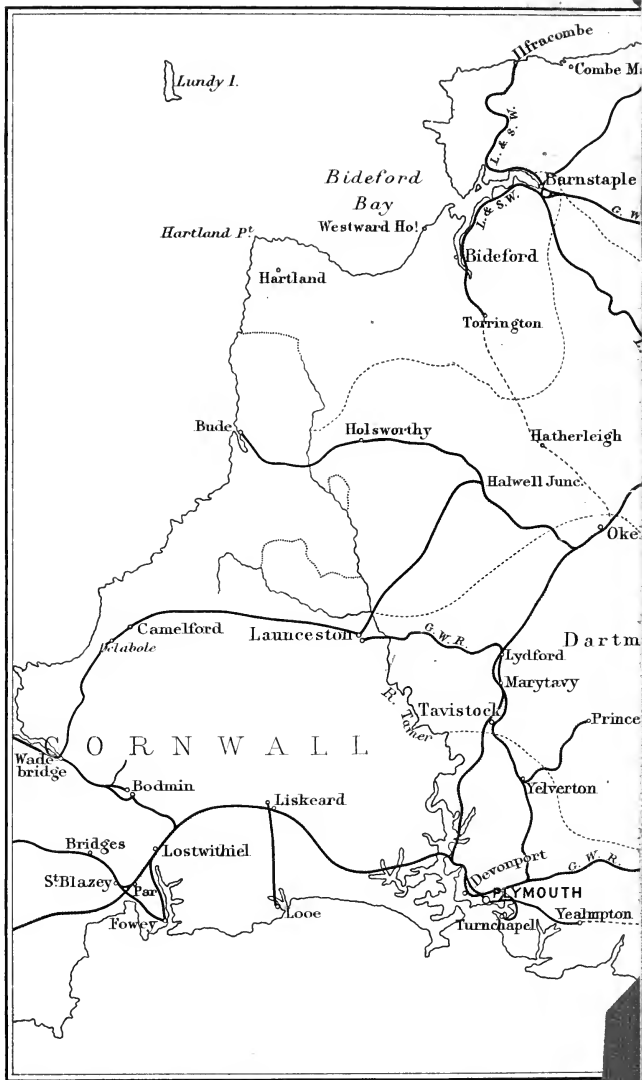 Ilfracombe
Combe Ma
Lundy I.
L. & S. W.
Bideford
Bay
Barnstaple
G. W
L. & S.W.
Westward Ho!
Hartland Pt.
Bideford
Hartland
Torrington
Bude
Holsworthy
Hatherleigh
Halwell Junc.
Oke
Camelford
Delabole
Launceston
G. W. R.
Lydford
Dartm
Marytavy
R. Tamer
Tavistock
Prince
CORNWALL
Wade
bridge
Bodmin
Liskeard
Yelverton
Bridges
Lostwithiel
St Blazey
Par
Devonport
G. W. R.
PLYMOUTH
Fowey
Looe
Turnchapel
Yealmpton